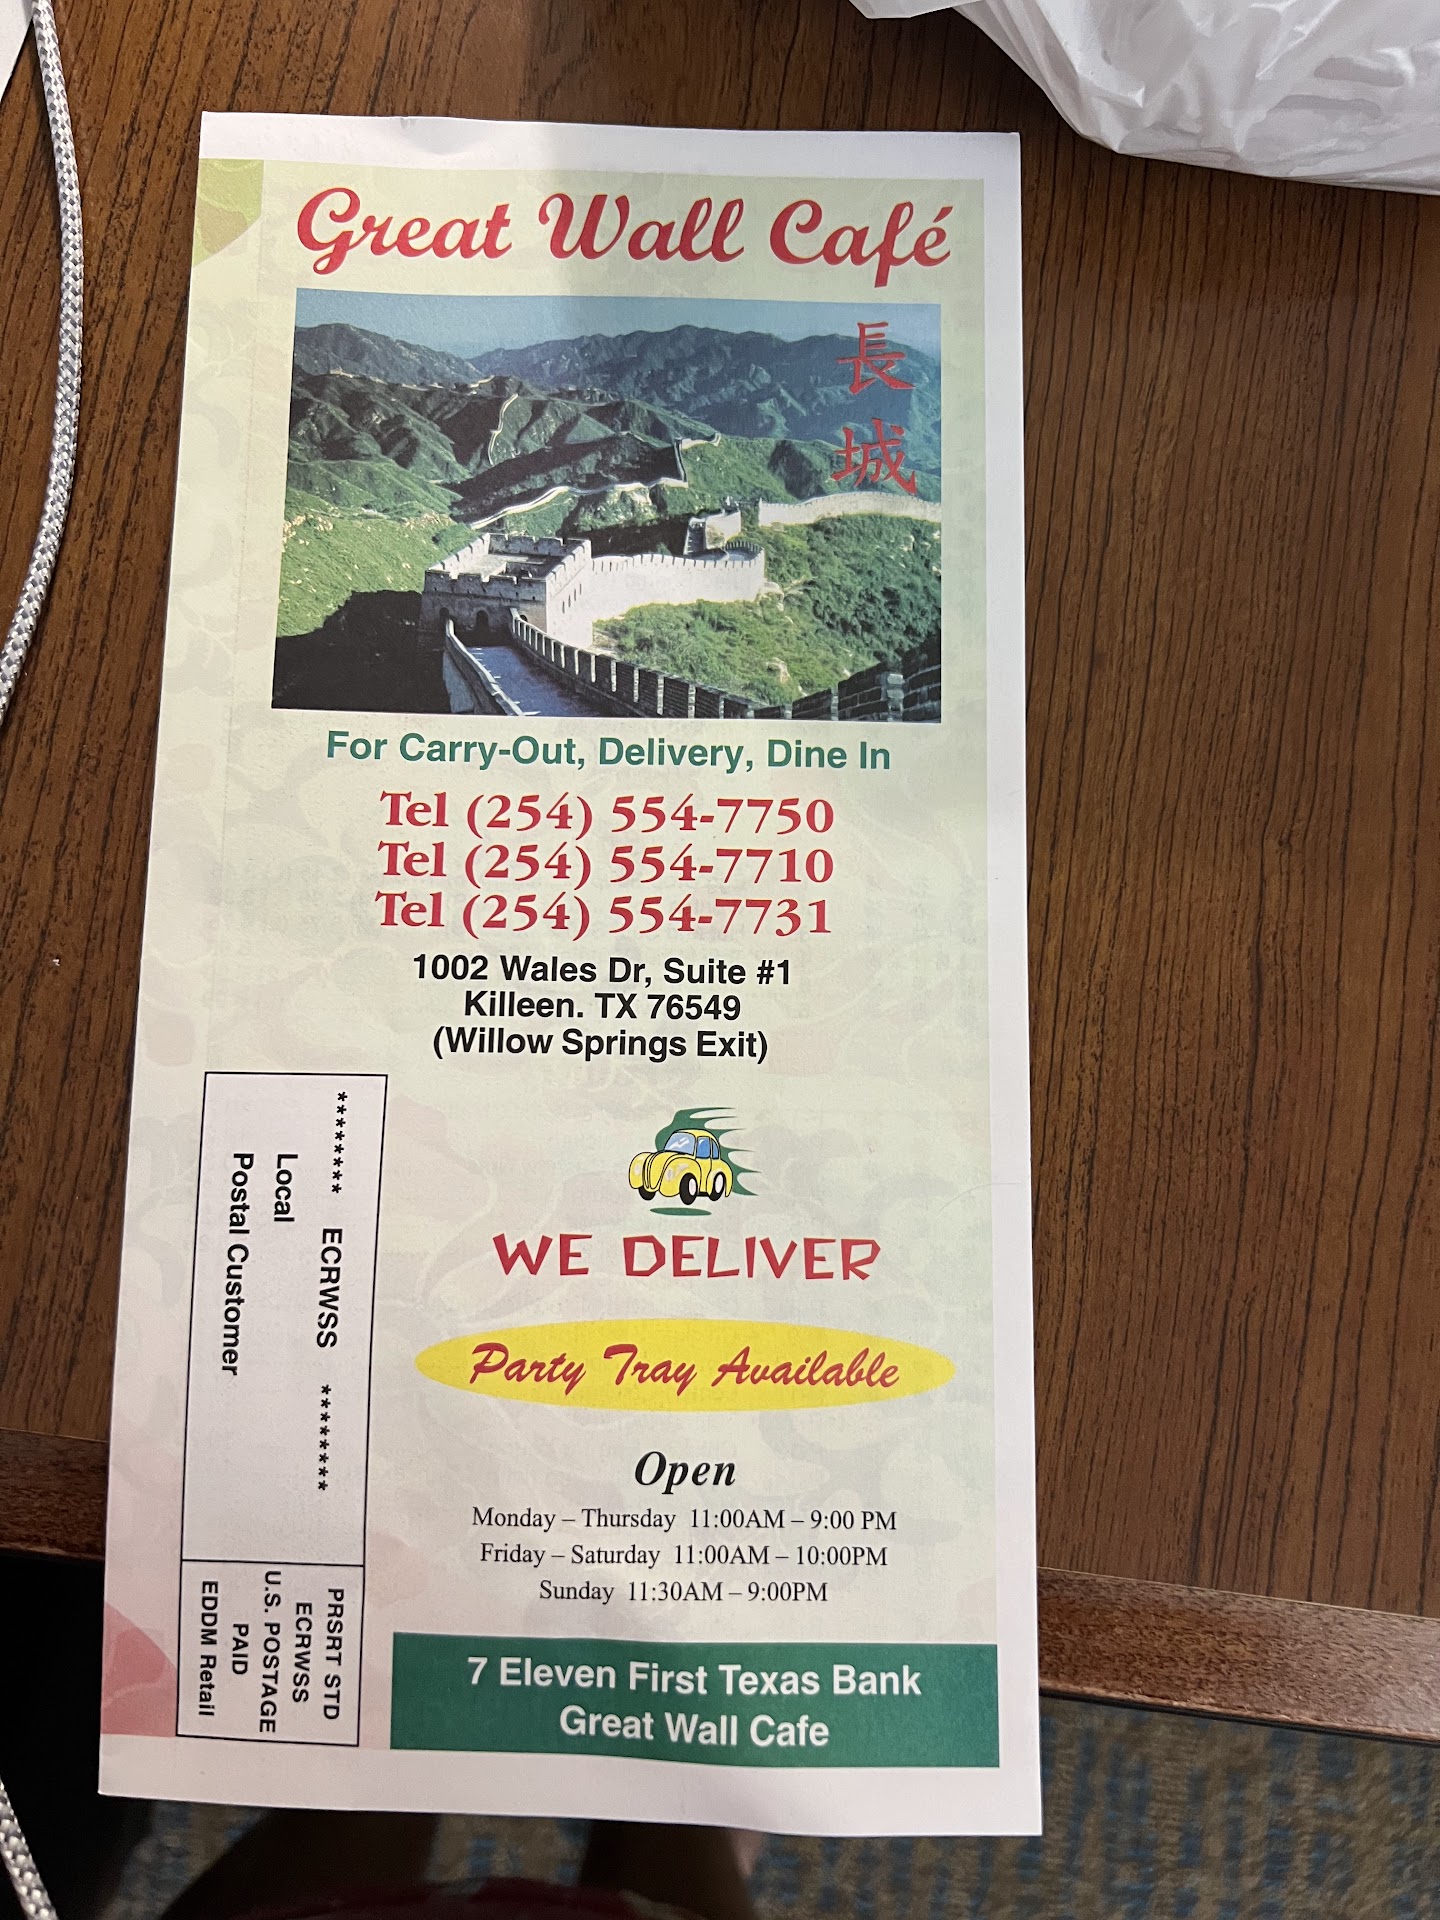 Great Wall Café
長
城
For Carry-Out, Delivery, Dine In
Tel (254) 554-7750
Tel (254) 554-7710
Tel (254) 554-7731
1002 Wales Dr, Suite #1
Killeen. TX 76549
(Willow Springs Exit)
******** ECRWSS ********
Local
Postal Customer
PRSRT STD
ECRWSS
U.S. POSTAGE
PAID
EDDM Retail
WE DELIVER
Party Tray Available
Open
Monday – Thursday 11:00AM – 9:00 PM
Friday – Saturday 11:00AM – 10:00PM
Sunday 11:30AM – 9:00PM
7 Eleven First Texas Bank
Great Wall Cafe